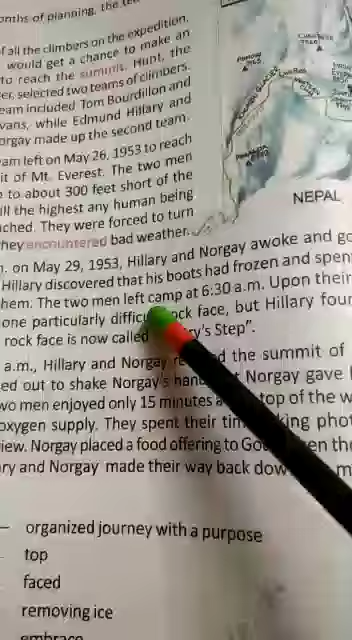 onths of planning, the te
f all the climbers on the expedition,
would get a chance to make an
to reach the summit. Hunt, the
er, selected two teams of climbers.
eam included Tom Bourdillon and
vans, while Edmund Hillary and
orgay made up the second team.
am left on May 26, 1953 to reach
it of Mt. Everest. The two men
to about 300 feet short of the
ill the highest any human being
ached. They were forced to turn
they encountered bad weather.
NEPAL
. on May 29, 1953, Hillary and Norgay awoke and go
Hillary discovered that his boots had frozen and spen
hem. The two men left camp at 6:30 a.m. Upon their
one particularly difficu ock face, but Hillary four
rock face is now called ry's Step".
a.m., Hillary and Norgay re d the summit of
ed out to shake Norgay's han t Norgay gave
wo men enjoyed only 15 minutes a top of the w
oxygen supply. They spent their tim king phot
iew. Norgay placed a food offering to Go en the
ary and Norgay made their way back dow m
— organized journey with a purpose
top
faced
removing ice
embrace